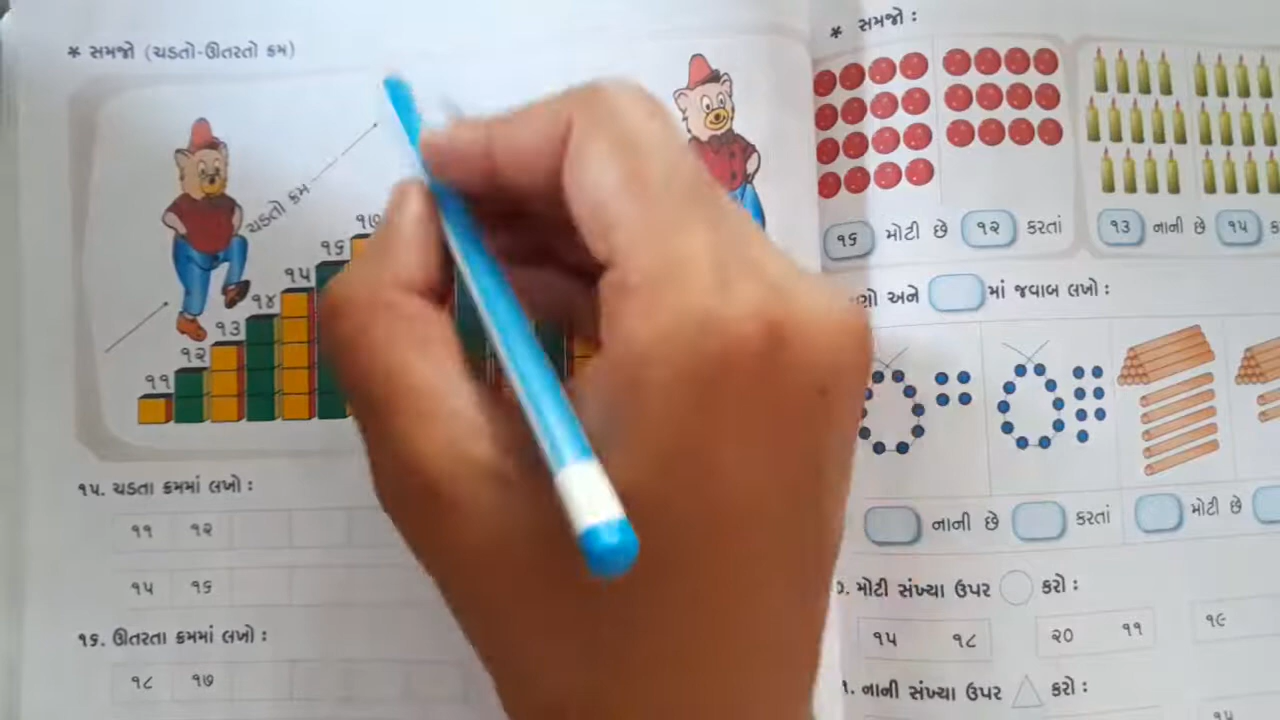 * સમજો (ચડતો-ઊતરતો ક્રમ)
ચડતો ક્રમ
૧૧ ૧૨ ૧૩ ૧૪ ૧૫ ૧૬ ૧૭
૧૫. ચડતા ક્રમમાં લખો :
૧૧ ૧૨
૧૫ ૧૬
૧૬. ઊતરતા ક્રમમાં લખો :
૧૮ ૧૭
* સમજો :
૧૬ મોટી છે ૧૨ કરતાં
૧૩ નાની છે ૧૫
અને માં જવાબ લખો :
નાની છે કરતાં
મોટી છે
મોટી સંખ્યા ઉપર કરો :
૧૫ ૧૮
૨૦ ૧૧
૧૯
નાની સંખ્યા ઉપર કરો :